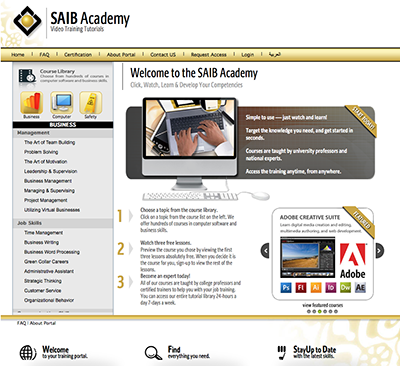 SAIB Academy
Video Training Tutorials
Home | FAQ | Certification | About Portal | Contact US | Request Access | Login | العربية
Course Library
Choose from hundreds of courses in
computer software and business skills.
Business
Computer
Safety
BUSINESS
Management
The Art of Team Building
Problem Solving
The Art of Motivation
Leadership & Supervision
Business Management
Managing & Supervising
Project Management
Utilizing Virtual Businesses
Job Skills
Time Management
Business Writing
Business Word Processing
Green Collar Careers
Administrative Assistant
Strategic Thinking
Customer Service
Organizational Behavior
Welcome to the SAIB Academy
Click, Watch, Learn & Develop Your Competencies
Simple to use — just watch and learn!
Target the knowledge you need, and get started in
seconds.
Courses are taught by university professors and
national experts.
Access the training anytime, from anywhere.
1 Choose a topic from the course library.
Click on a topic from the course list on the left. We
offer hundreds of courses in computer software and
business skills.
2 Watch three free lessons.
Preview the course you chose by viewing the first
three lessons absolutely free. When you decide it is
the course for you, sign-up to view the rest of the
lessons.
3 Become an expert today!
All of our courses are taught by college professors and
certified trainers to help you with your job training.
You can access our entire tutorial library 24-hours a
day 7-days a week.
ADOBE CREATIVE SUITE
Learn digital media creation and editing,
multimedia authoring, and web development.
Adobe
Ps Fl Ai Dw Id
view featured courses
FAQ | About Portal
Welcome
to your training portal.
Find
everything you need.
StayUp to Date
with the latest skills.